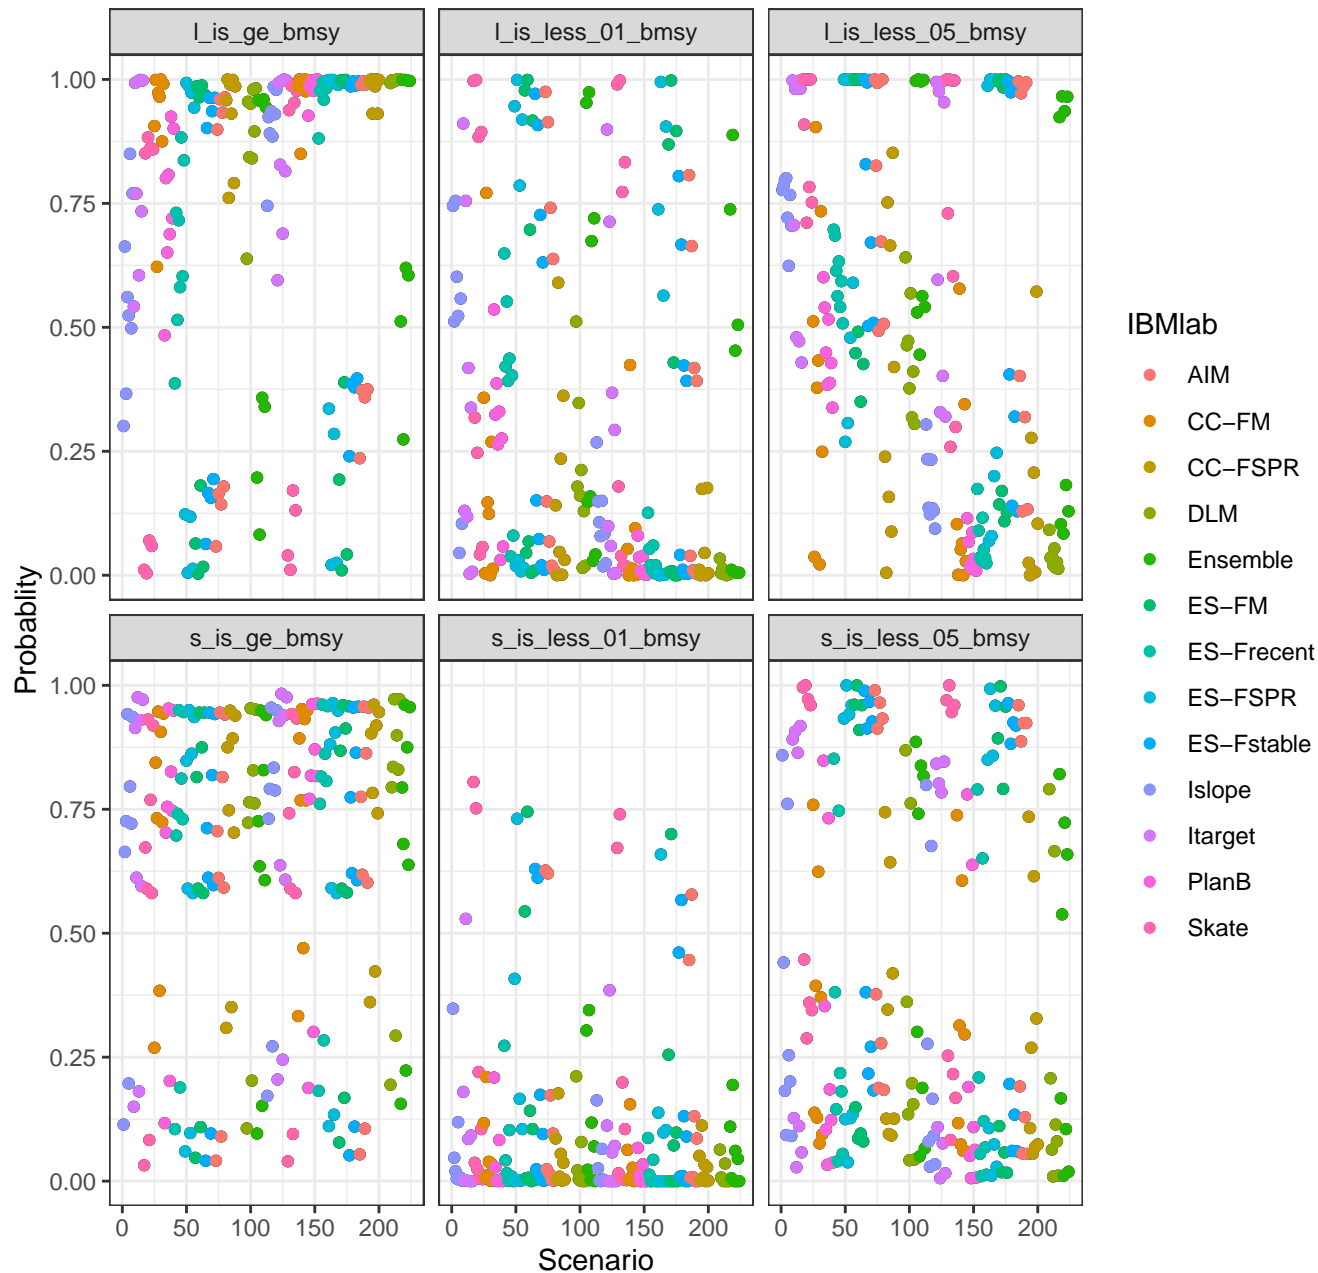 l_is_ge_bmsy
l_is_less_01_bmsy
l_is_less_05_bmsy
1.00
0.75
0.50
0.25
0.00
s_is_ge_bmsy
s_is_less_01_bmsy
s_is_less_05_bmsy
1.00
0.75
0.50
0.25
0.00
0 50 100 150 200
0 50 100 150 200
0 50 100 150 200
Scenario
Probablity
IBMlab
AIM
CC−FM
CC−FSPR
DLM
Ensemble
ES−FM
ES−Frecent
ES−FSPR
ES−Fstable
Islope
Itarget
PlanB
Skate